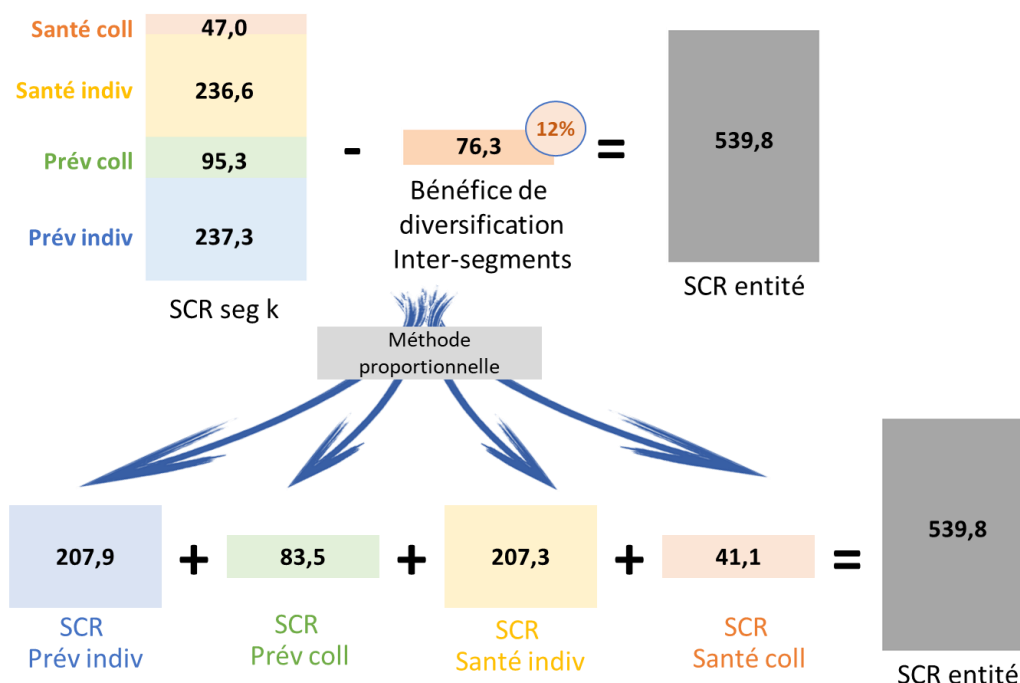 Santé coll
47,0
Santé indiv
236,6
Prév coll
95,3
Prév indiv
237,3
SCR seg k
-
76,3
12%
Bénéfice de
diversification
Inter-segments
=
539,8
SCR entité
Méthode
proportionnelle
207,9
+
83,5
+
207,3
+
41,1
=
539,8
SCR
Prév indiv
SCR
Prév coll
SCR
Santé indiv
SCR
Santé coll
SCR entité